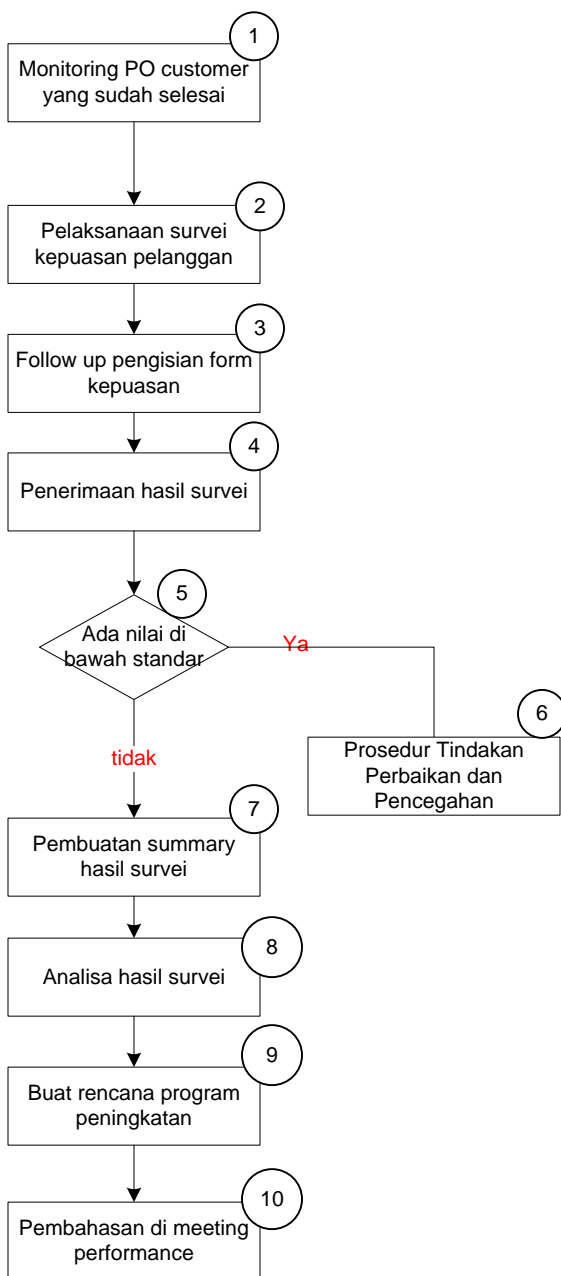 1
Monitoring PO customer
yang sudah selesai
2
Pelaksanaan survei
kepuasan pelanggan
3
Follow up pengisian form
kepuasan
4
Penerimaan hasil survei
5
Ada nilai di
bawah standar
Ya
6
Prosedur Tindakan
Perbaikan dan
Pencegahan
tidak
7
Pembuatan summary
hasil survei
8
Analisa hasil survei
9
Buat rencana program
peningkatan
10
Pembahasan di meeting
performance